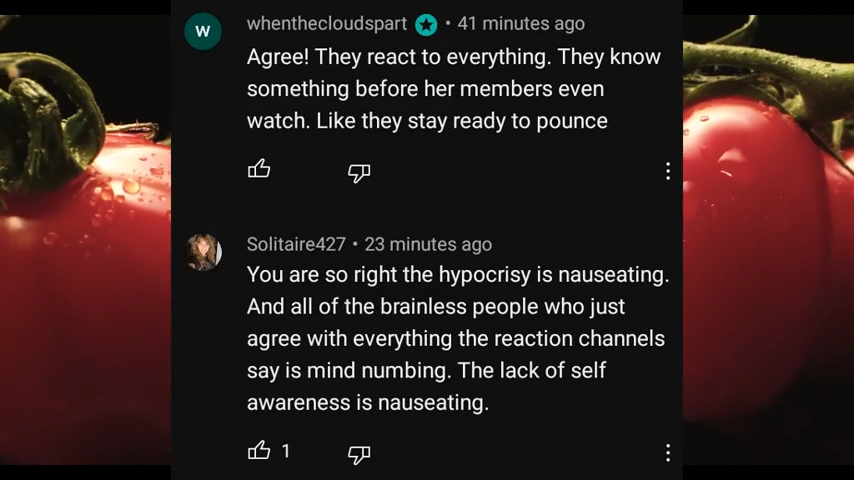 W
whenthecloudspart • 41 minutes ago
Agree! They react to everything. They know
something before her members even
watch. Like they stay ready to pounce
Solitaire427 • 23 minutes ago
You are so right the hypocrisy is nauseating.
And all of the brainless people who just
agree with everything the reaction channels
say is mind numbing. The lack of self
awareness is nauseating.
1